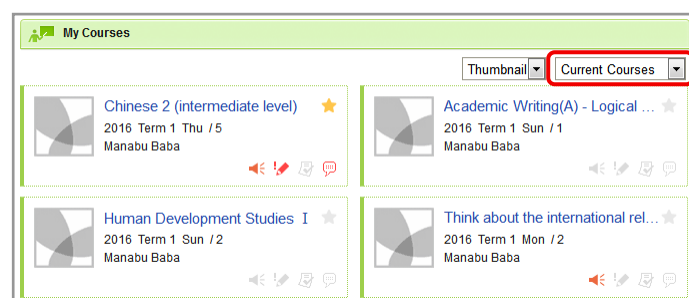 My Courses
Thumbnail
Current Courses
Chinese 2 (intermediate level)
2016 Term 1 Thu / 5
Manabu Baba
Academic Writing(A) - Logical ...
2016 Term 1 Sun / 1
Manabu Baba
Human Development Studies I
2016 Term 1 Sun / 2
Manabu Baba
Think about the international rel...
2016 Term 1 Mon / 2
Manabu Baba